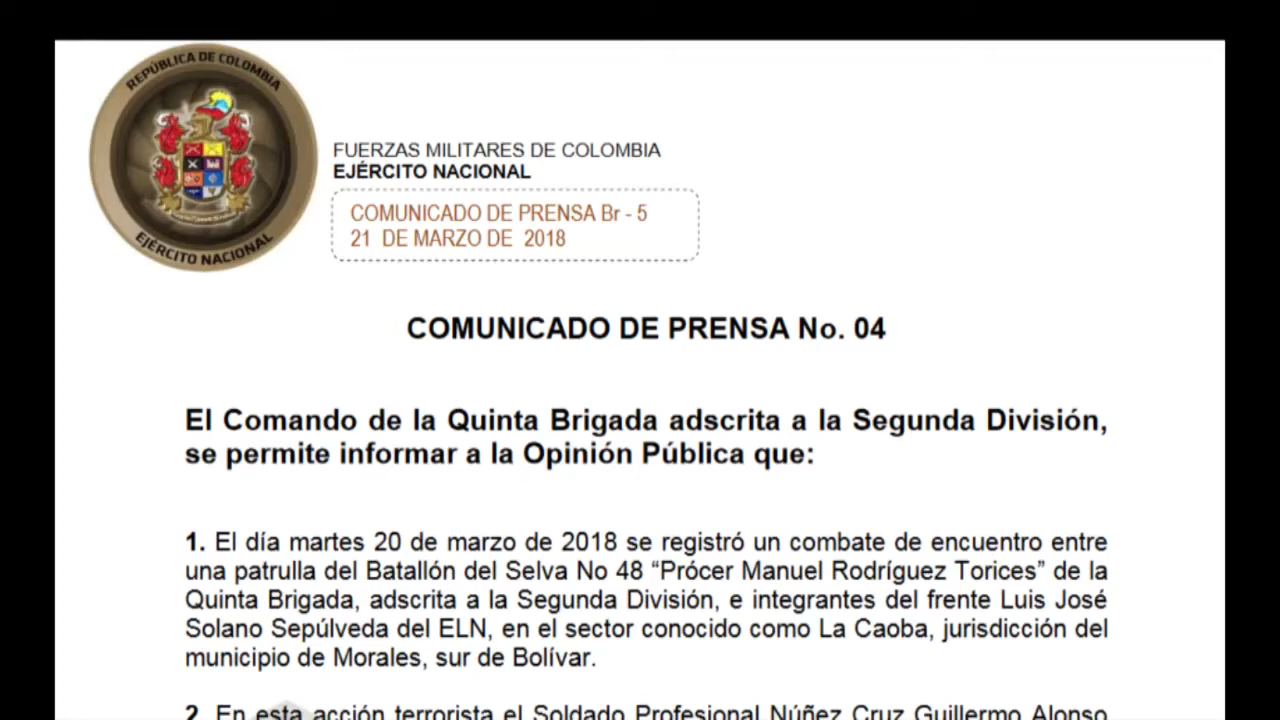 REPÚBLICA DE COLOMBIA
EJÉRCITO NACIONAL
FUERZAS MILITARES DE COLOMBIA
EJÉRCITO NACIONAL
COMUNICADO DE PRENSA Br - 5
21 DE MARZO DE 2018
COMUNICADO DE PRENSA No. 04
El Comando de la Quinta Brigada adscrita a la Segunda División,
se permite informar a la Opinión Pública que:
1. El día martes 20 de marzo de 2018 se registró un combate de encuentro entre
una patrulla del Batallón del Selva No 48 “Prócer Manuel Rodríguez Torices” de la
Quinta Brigada, adscrita a la Segunda División, e integrantes del frente Luis José
Solano Sepúlveda del ELN, en el sector conocido como La Caoba, jurisdicción del
municipio de Morales, sur de Bolívar.
2. En esta acción terrorista el Soldado Profesional Núñez Cruz Guillermo Alonso